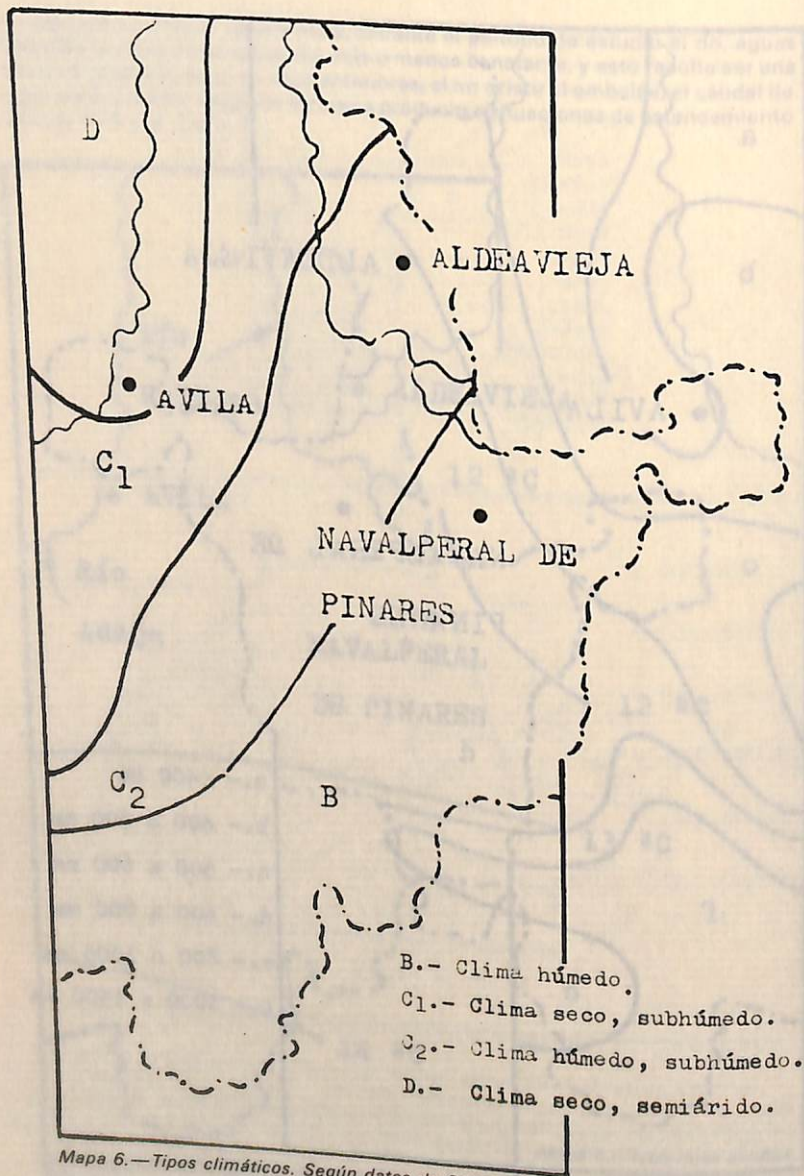 D
ALDEAVIEJA
AVILA
C1
NAVALPERAL DE
PINARES
C2
B
B.- Clima húmedo.
C1.- Clima seco, subhúmedo.
C2.- Clima húmedo, subhúmedo.
D.- Clima seco, semiárido.
Mapa 6.—Tipos climáticos. Según datos